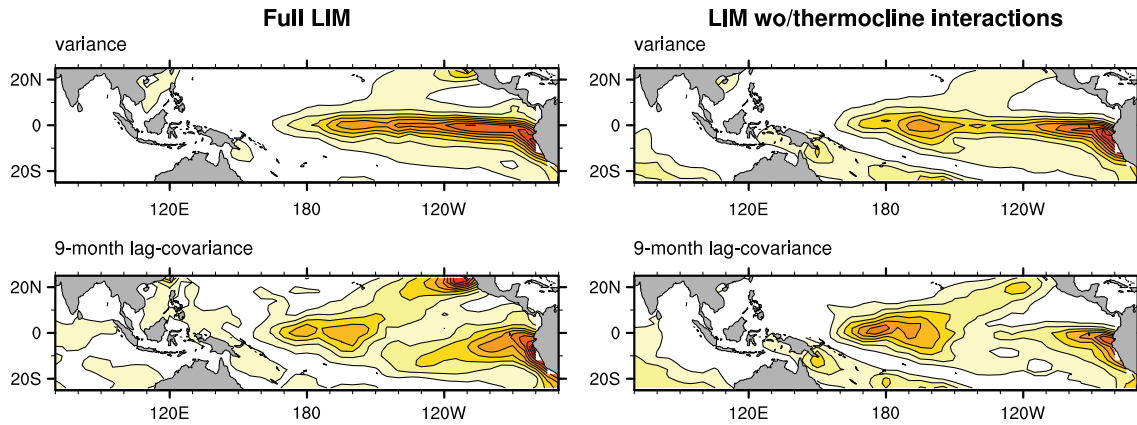 Full LIM
LIM wo/thermocline interactions
variance
variance
20N
0
20S
120E
180
120W
20N
0
20S
120E
180
120W
9-month lag-covariance
9-month lag-covariance
20N
0
20S
120E
180
120W
20N
0
20S
120E
180
120W